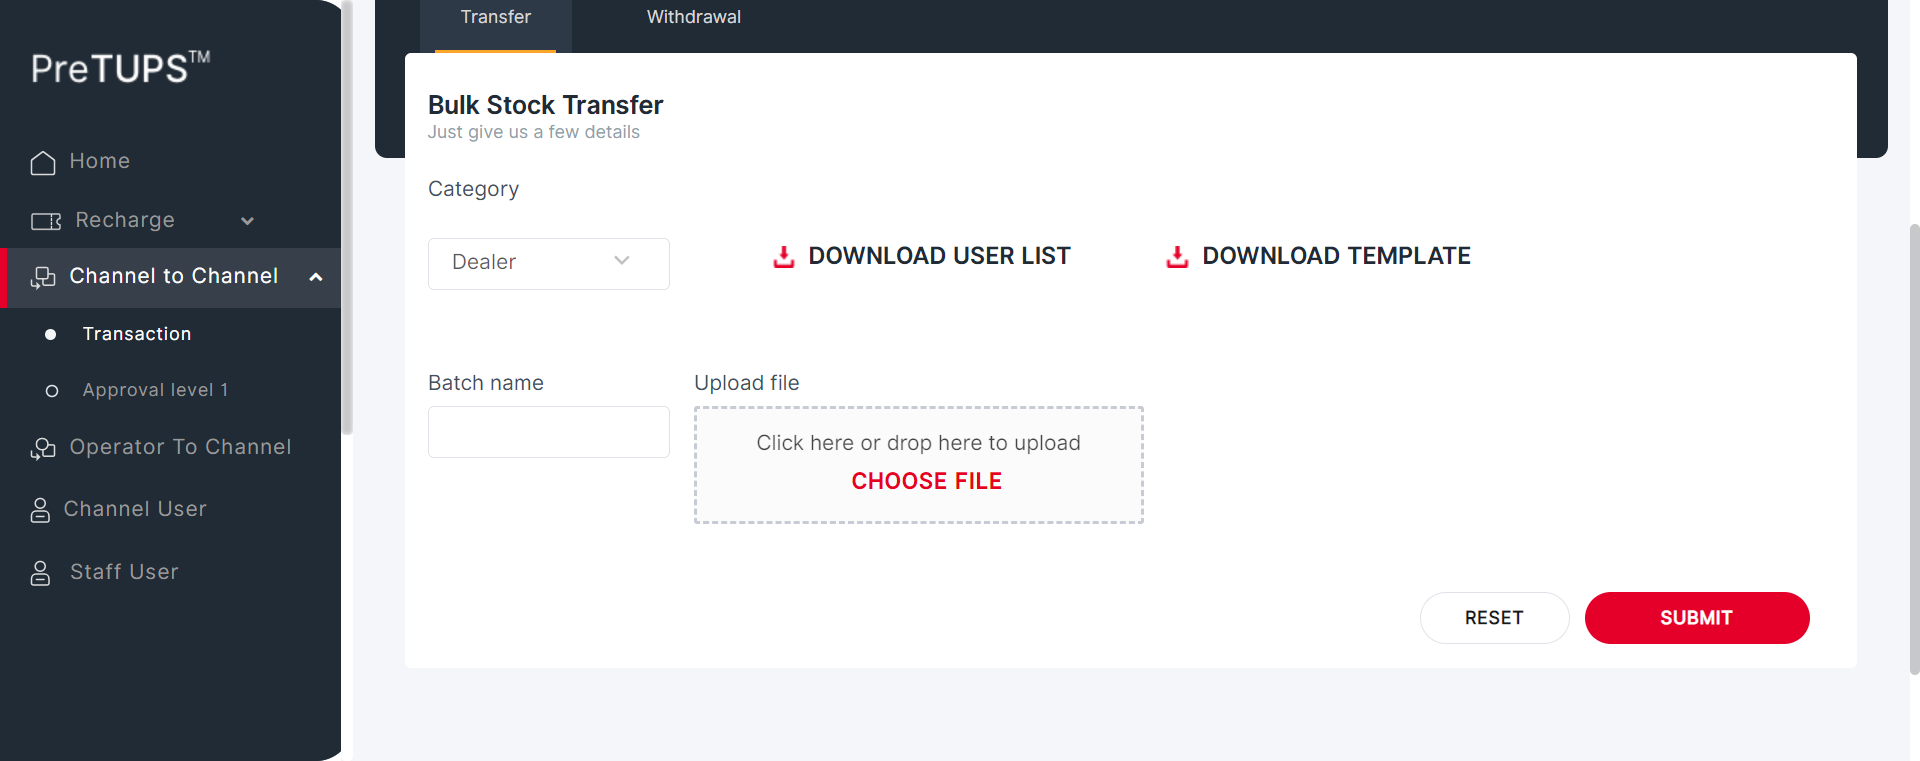 Transfer
Withdrawal
PreTUPS™
Home
Recharge
Channel to Channel
Transaction
Approval level 1
Operator To Channel
Channel User
Staff User
Bulk Stock Transfer
Just give us a few details
Category
Dealer
DOWNLOAD USER LIST
DOWNLOAD TEMPLATE
Batch name
Upload file
Click here or drop here to upload
CHOOSE FILE
RESET
SUBMIT